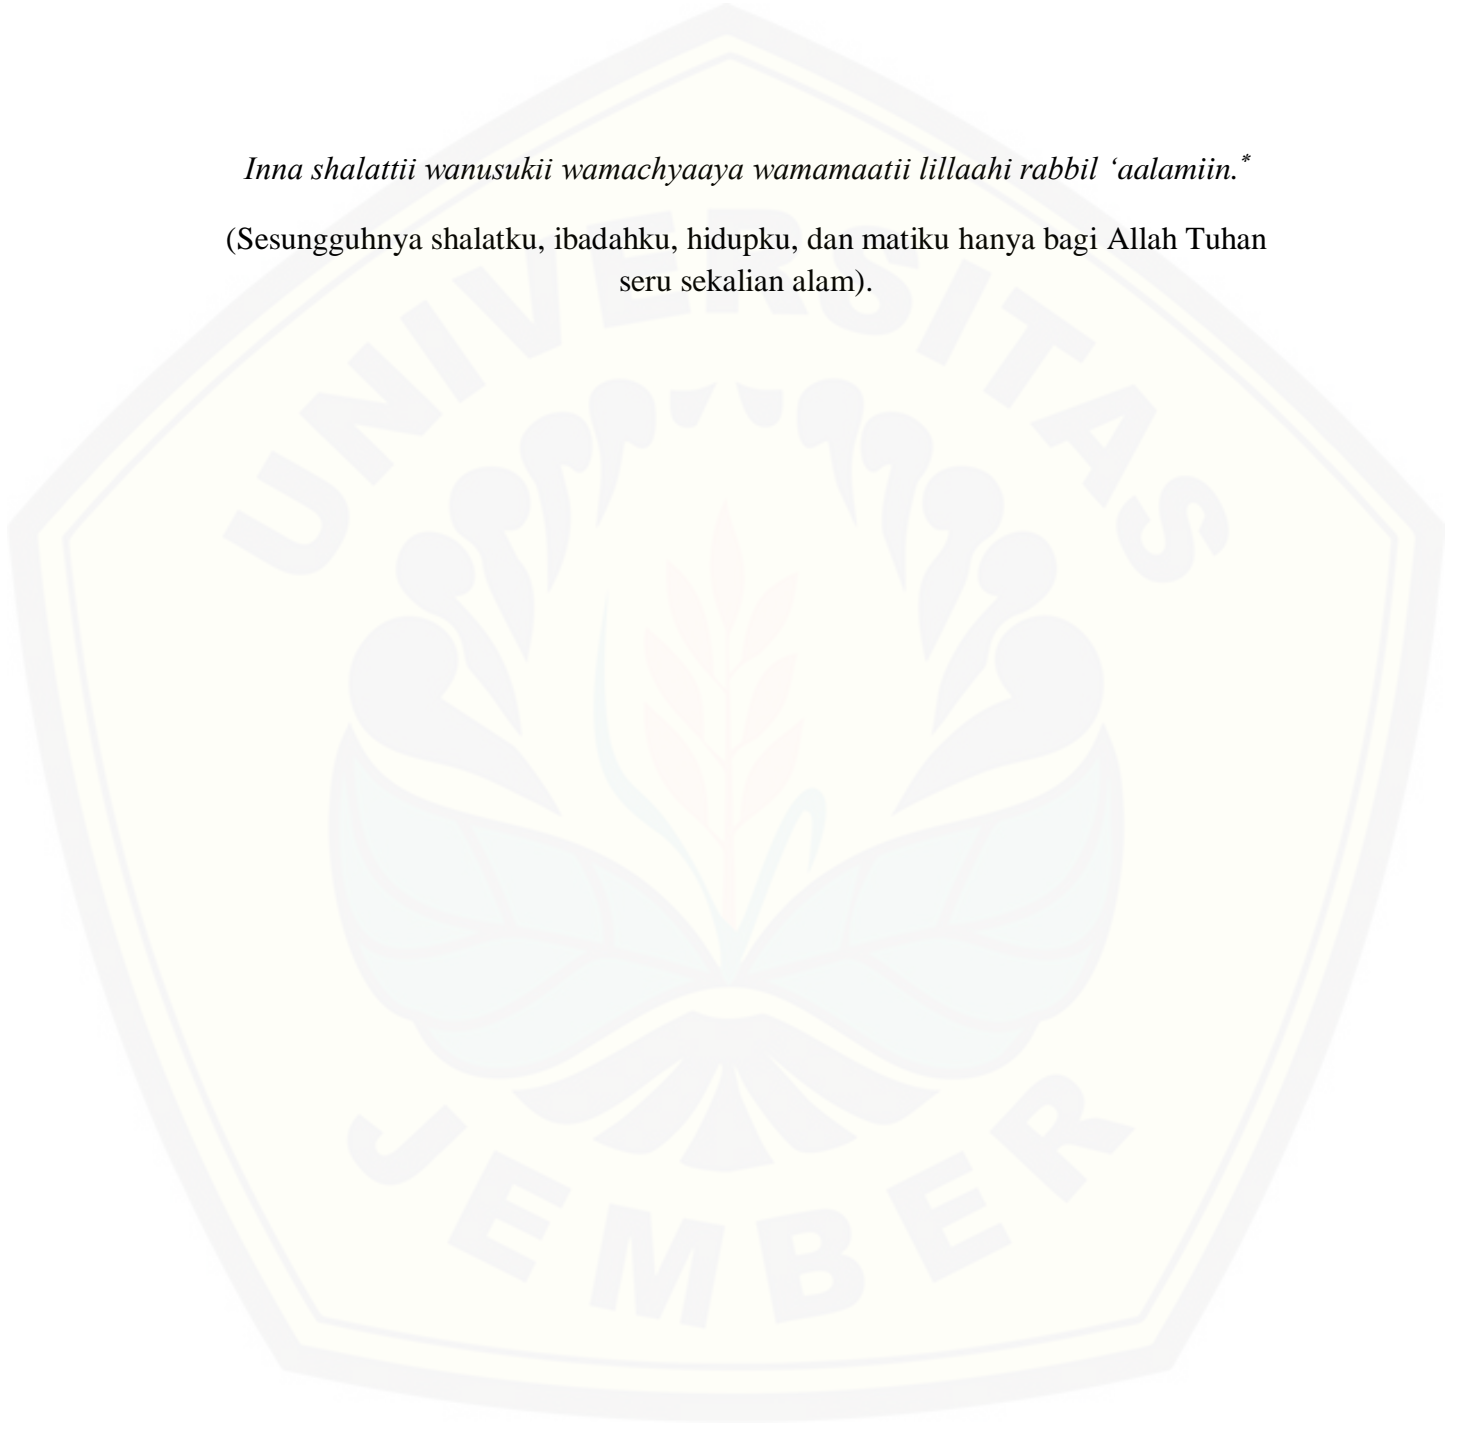 Inna shalattii wanusukii wamachyaaya wamamaatii lillaahi rabbil ‘aalamiin.*
(Sesungguhnya shalatku, ibadahku, hidupku, dan matiku hanya bagi Allah Tuhan
seru sekalian alam).
UNIVERSITAS
JEMBER